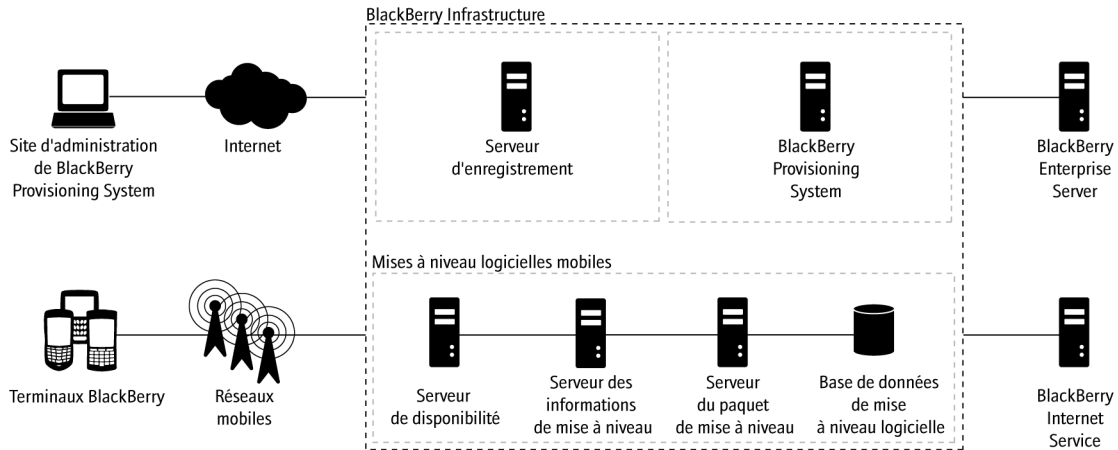 BlackBerry Infrastructure
Site d'administration
de BlackBerry
Provisioning System
Internet
Serveur
d'enregistrement
BlackBerry
Provisioning
System
BlackBerry
Enterprise
Server
Mises à niveau logicielles mobiles
Terminaux BlackBerry
Réseaux
mobiles
Serveur
de disponibilité
Serveur des
informations
de mise à niveau
Serveur
du paquet
de mise à niveau
Base de données
de mise
à niveau logicielle
BlackBerry
Internet
Service